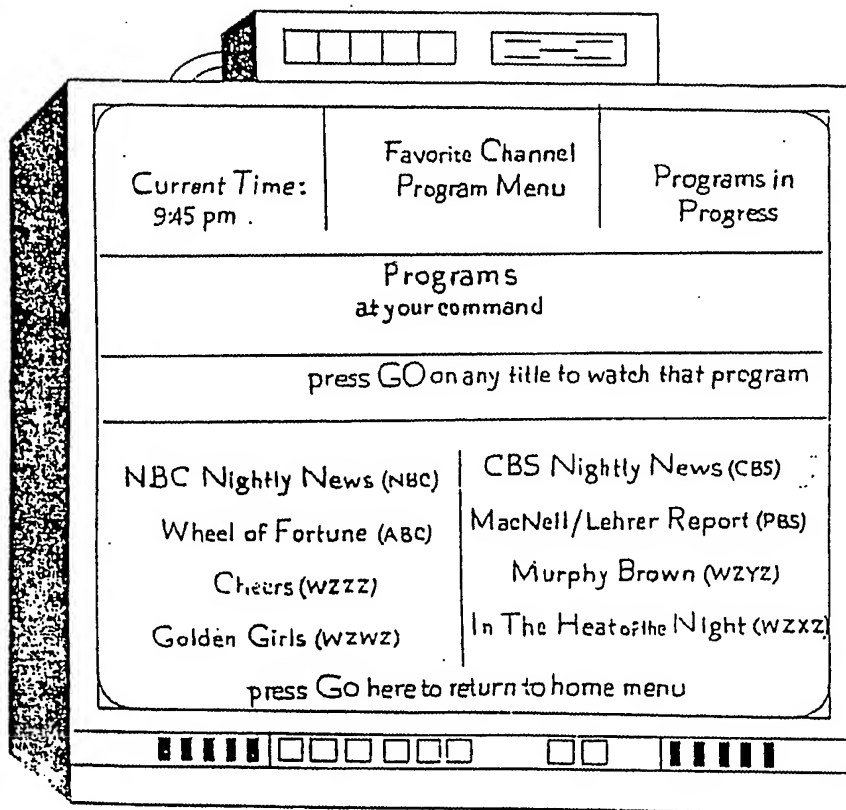 Current Time:
9:45 pm
Favorite Channel
Program Menu
Programs in
Progress
Programs
at your command
press GO on any title to watch that program
NBC Nightly News (NBC)
Wheel of Fortune (ABC)
Cheers (WZZZ)
Golden Girls (WZWZ)
CBS Nightly News (CBS)
MacNeil/Lehrer Report (PBS)
Murphy Brown (WZYZ)
In The Heat of the Night (WZXZ)
press Go here to return to home menu